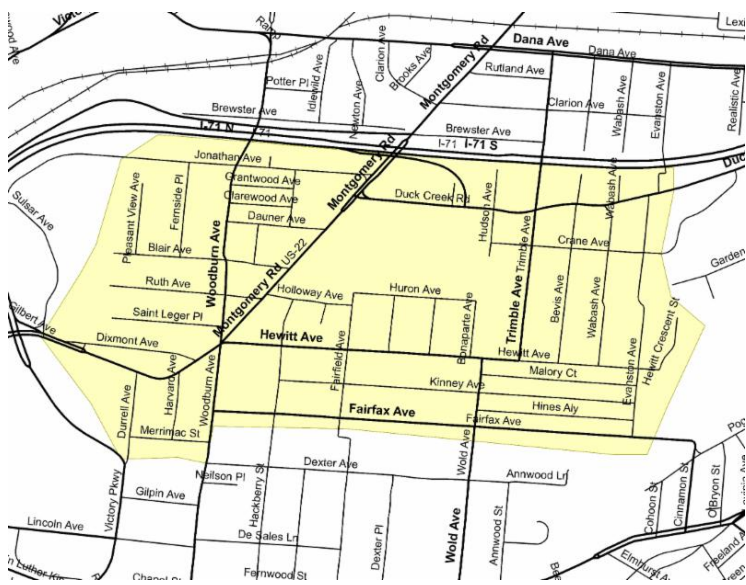 Ramp
Clarion Ave
Brooks Ave
Montgomery Rd
Dana Ave
Dana Ave
Rutland Ave
Potter Pl
Idlewild Ave
Newton Ave
Clarion Ave
Wabash Ave
Evanston Ave
Realistic Ave
Brewster Ave
Brewster Ave
I-71 N
I-71
I-71
I-71 S
Montgomery Rd
Jonathan Ave
Grantwood Ave
Clarewood Ave
Dauner Ave
Duck Creek Rd
Pleasant View Ave
Fernside Pl
Sulsar Ave
Woodburn Ave
Hudson Ave
Trimble Ave
Wabash Ave
Crane Ave
Blair Ave
US-22
Garden
Ruth Ave
Montgomery Rd
Holloway Ave
Huron Ave
Bonaparte Ave
Trimble Ave
Bevis Ave
Wabash Ave
Hewitt Crescent St
Saint Leger Pl
Gilbert Ave
Dixmont Ave
Hewitt Ave
Hewitt Ave
Malory Ct
Fairfield Ave
Kinney Ave
Evanston Ave
Durrell Ave
Harvard Ave
Woodburn Ave
Fairfax Ave
Hines Aly
Fairfax Ave
Merrimac St
Wold Ave
Dexter Ave
Annwood Ln
Neilson Pl
Hackberry St
Gilpin Ave
Victory Pkwy
Lincoln Ave
De Sales Ln
Dexter Pl
Wold Ave
Annwood St
Cohoon St
Cinnamon St
O'Bryon St
Elmhurst Ave
Freeland Ave
Fernwood St